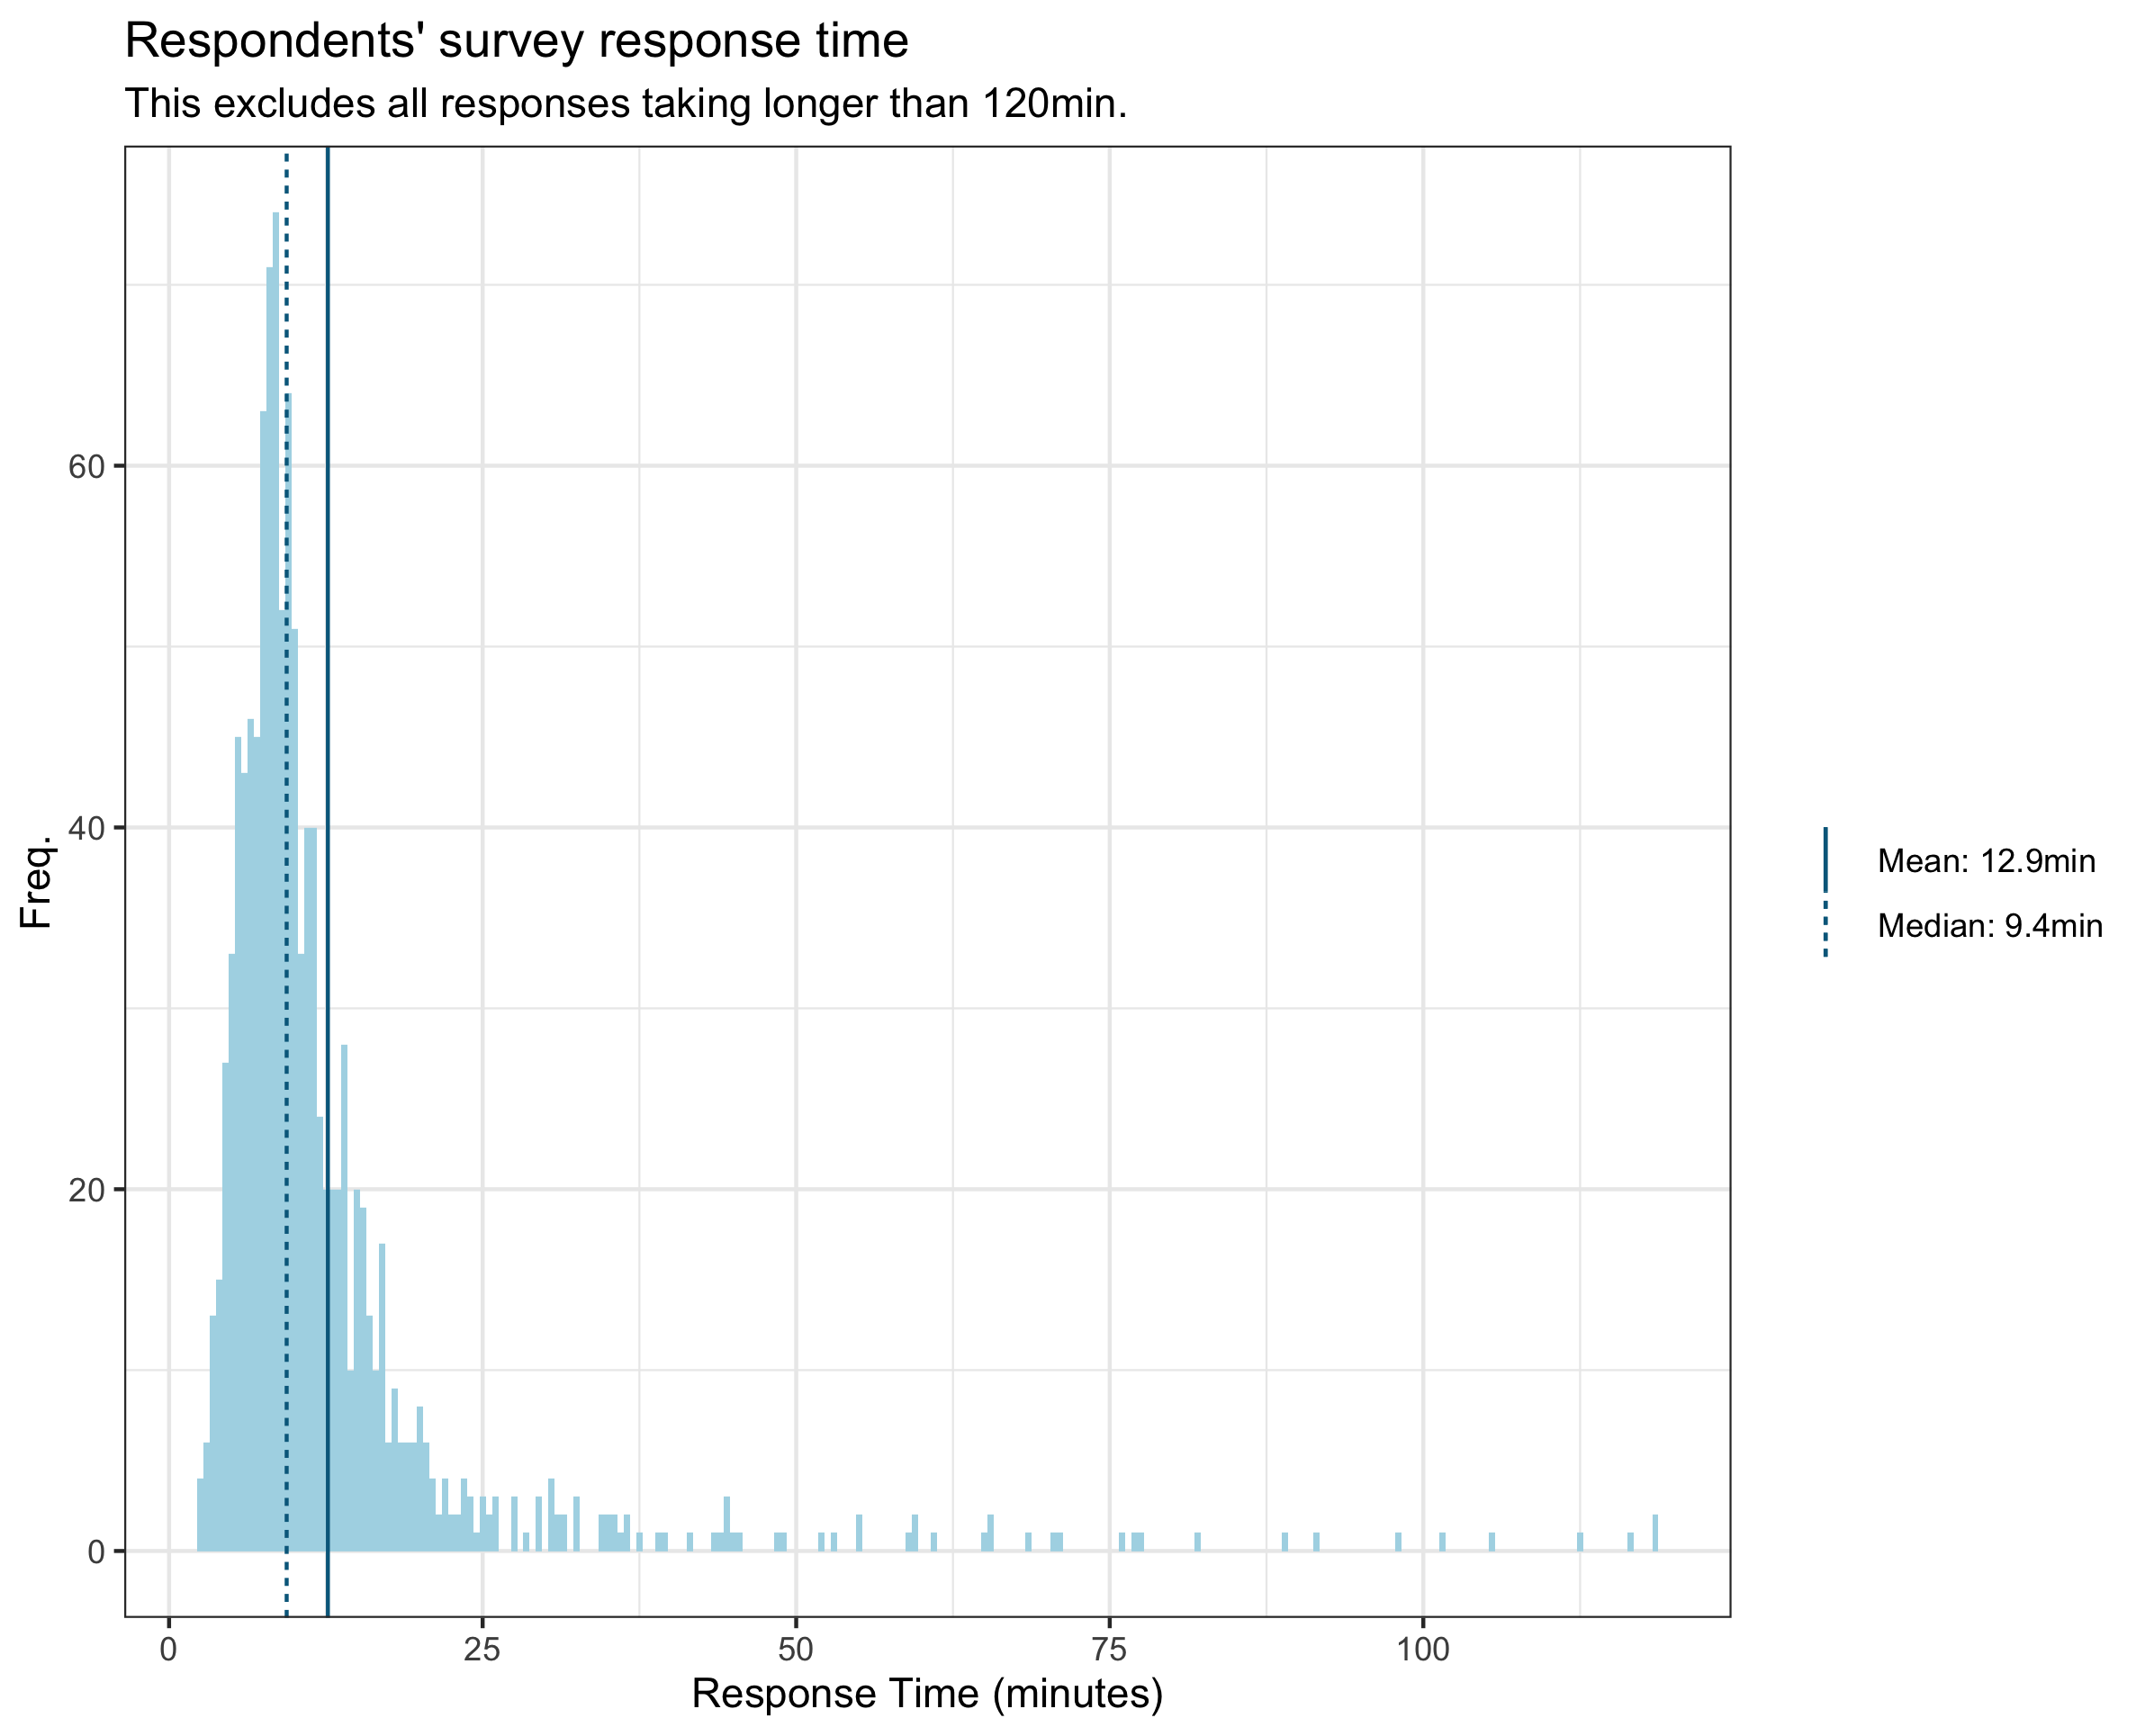 Respondents' survey response time
This excludes all responses taking longer than 120min.
Freq.
60
40
20
0
0 25 50 75 100
Response Time (minutes)
Mean: 12.9min
Median: 9.4min